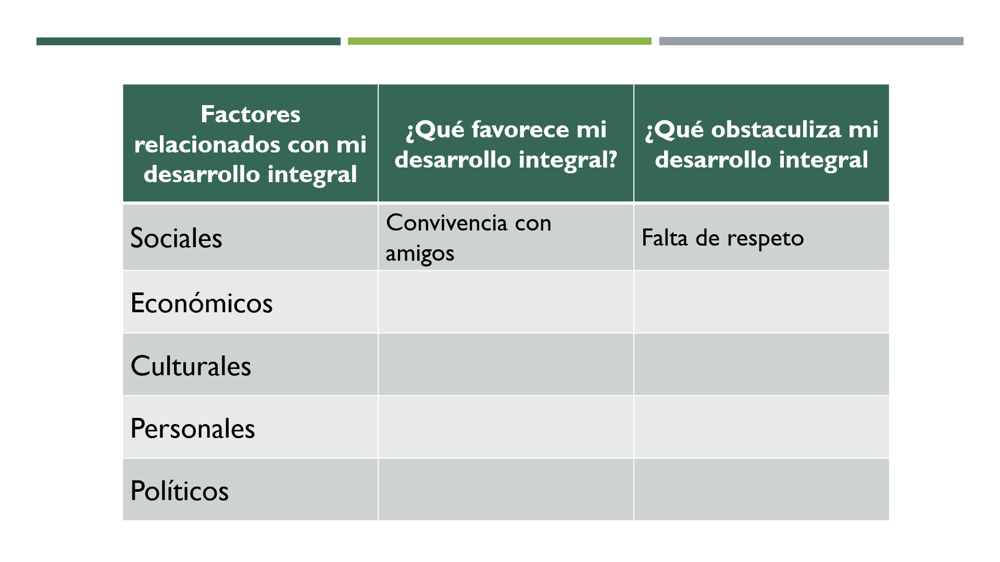 Factores
relacionados con mi
desarrollo integral
¿Qué favorece mi
desarrollo integral?
¿Qué obstaculiza mi
desarrollo integral
Sociales
Convivencia con
amigos
Falta de respeto
Económicos
Culturales
Personales
Políticos